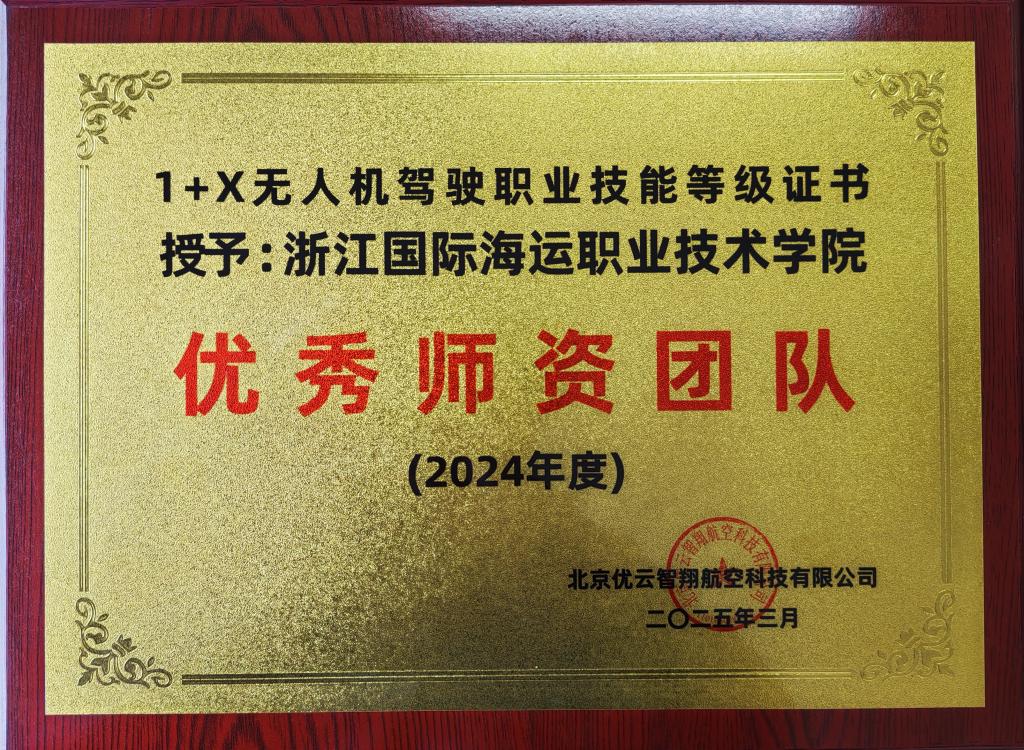 1+X无人机驾驶职业技能等级证书
授予:浙江国际海运职业技术学院
优秀师资团队
(2024年度)
北京优云智翔航空科技有限公司
二〇二五年三月